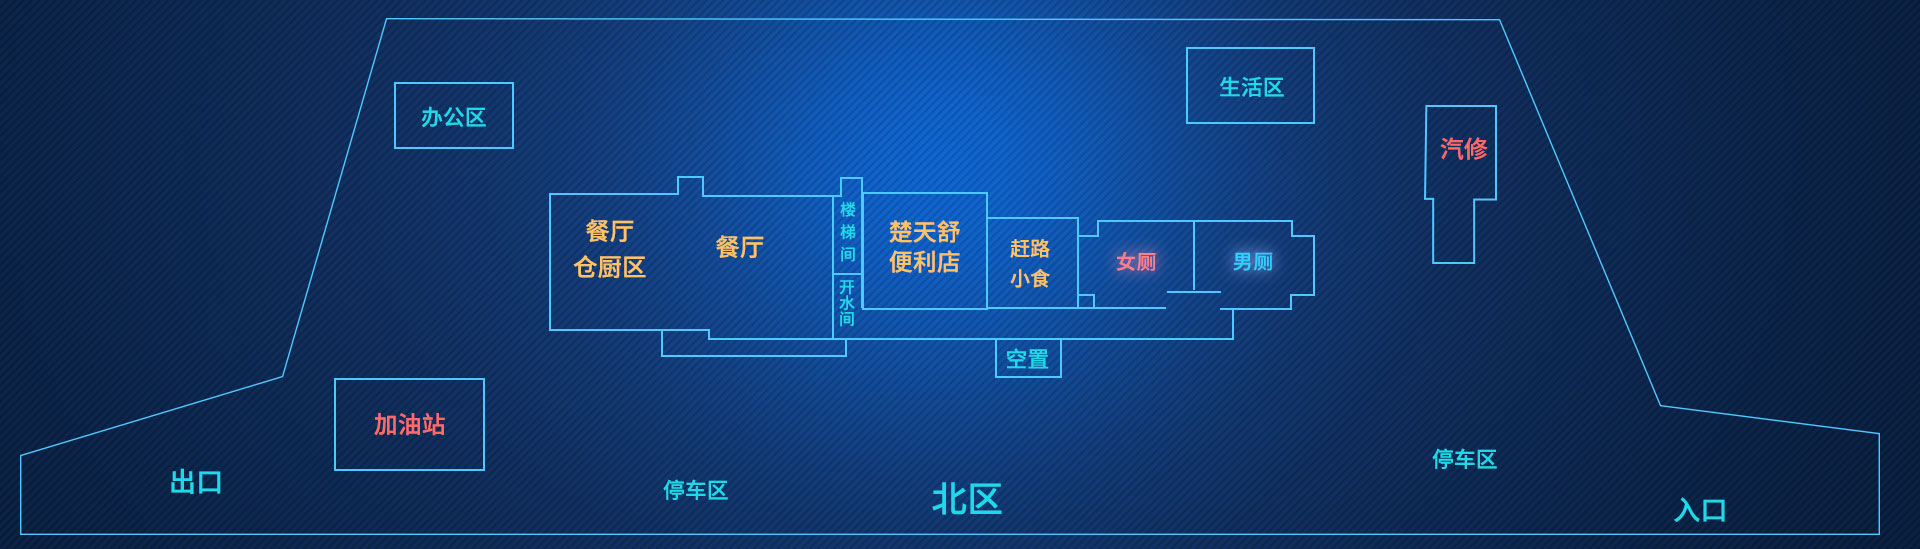 生活区
办公区
汽修
餐厅
仓厨区
餐厅
楼梯间
开水间
楚天舒
便利店
赶路
小食
女厕
男厕
空置
加油站
出口
停车区
北区
停车区
入口